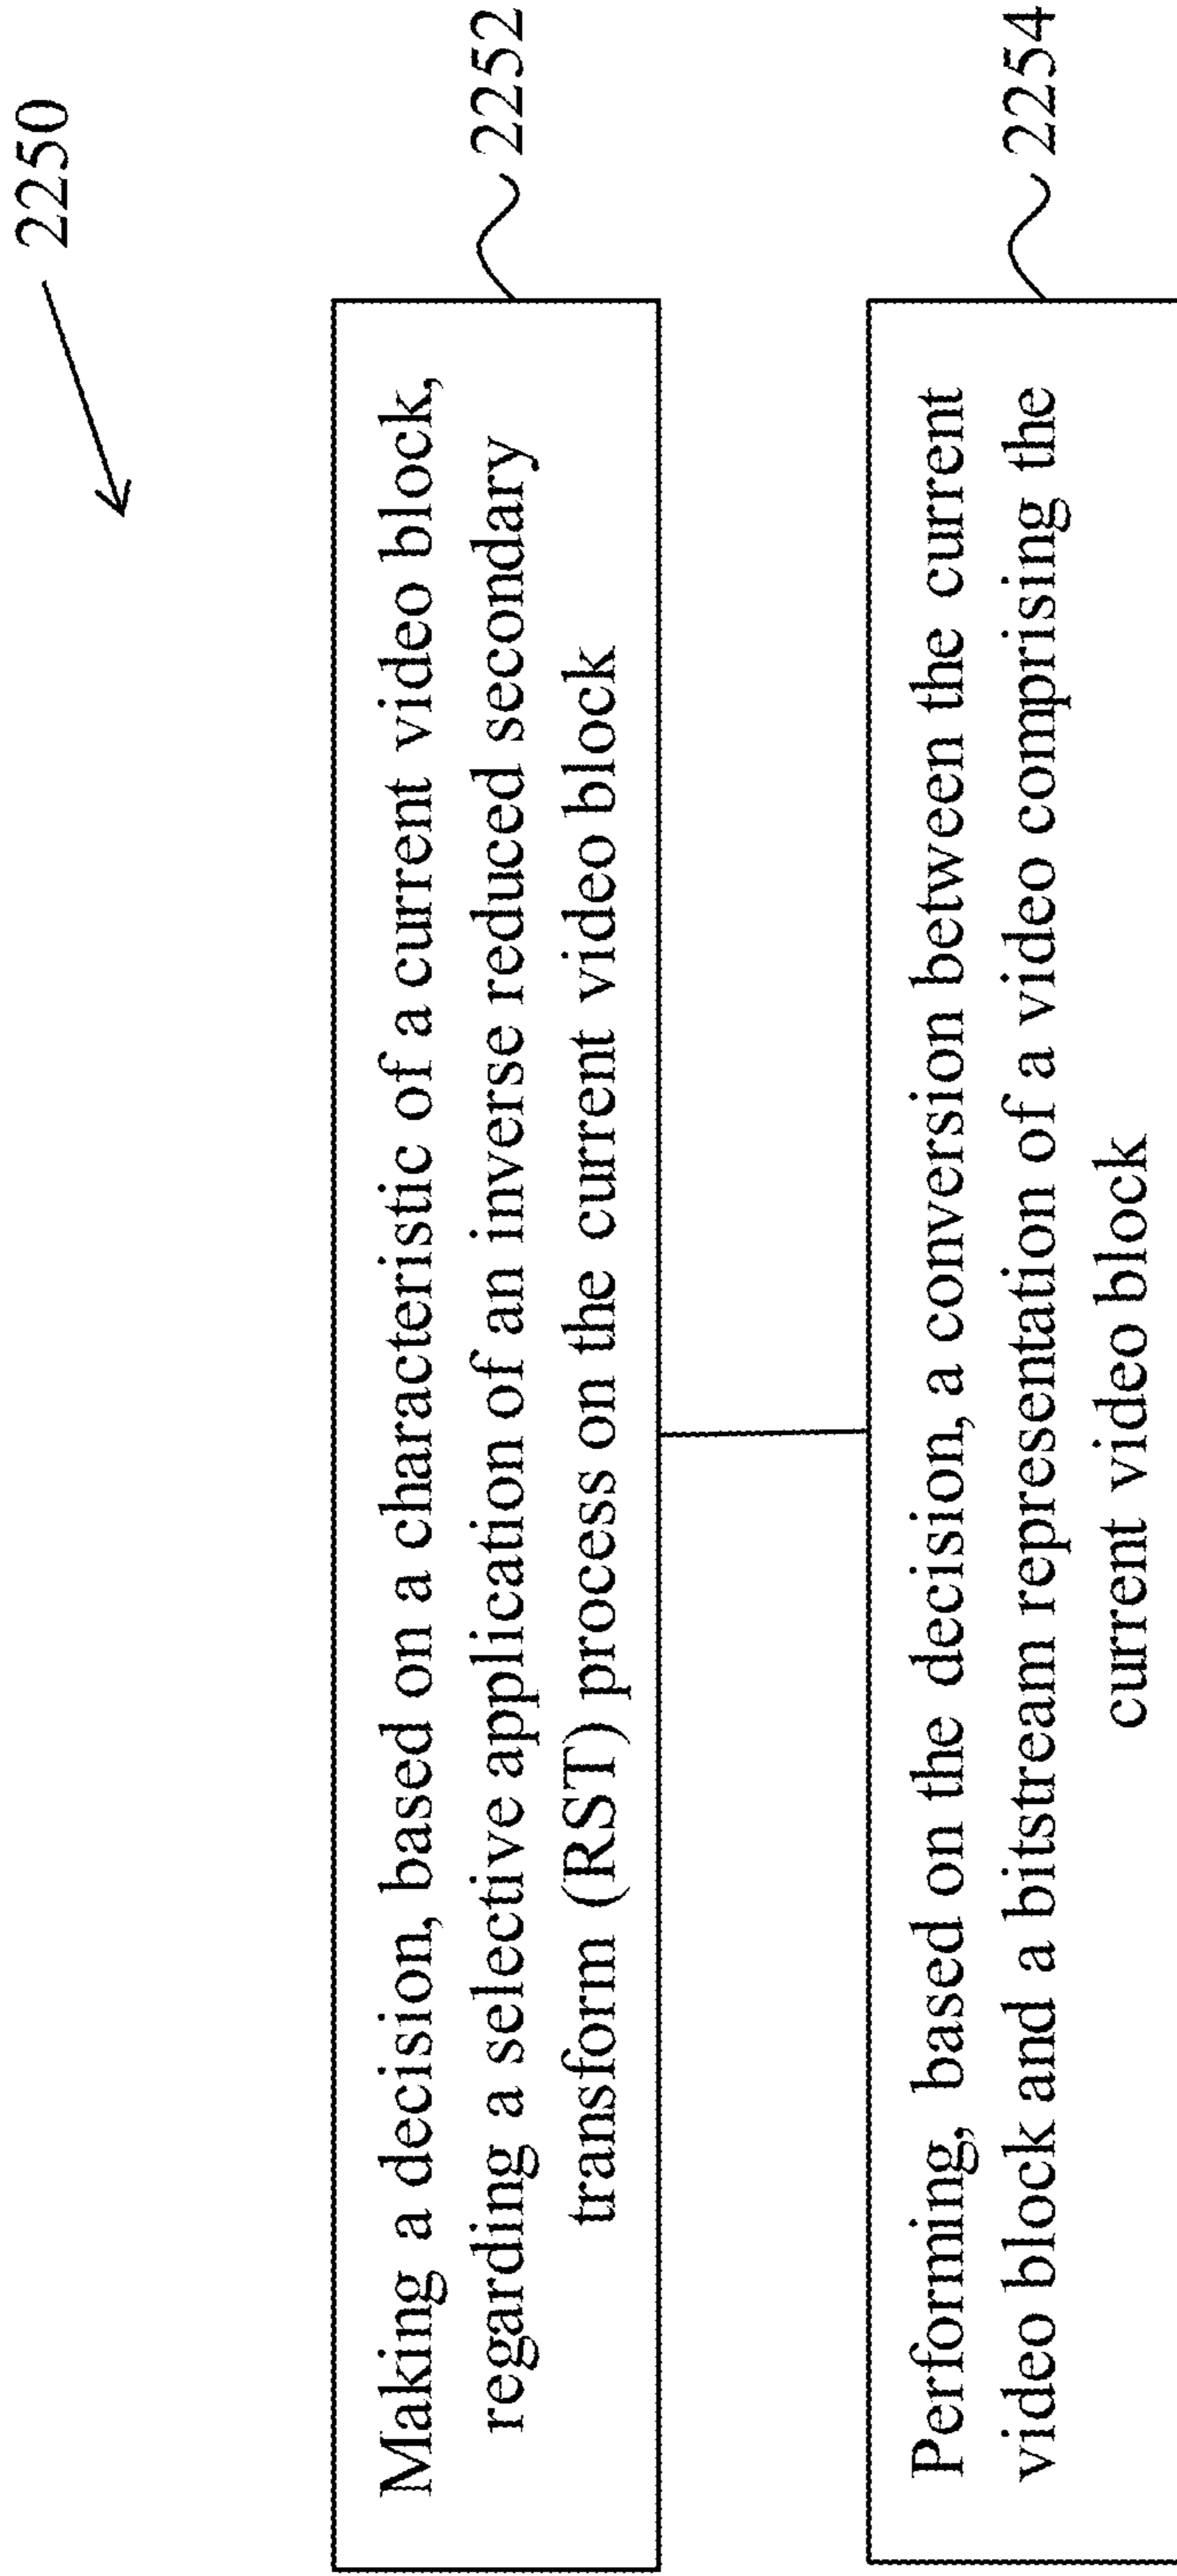 2250
Making a decision, based on a characteristic of a current video block,
regarding a selective application of an inverse reduced secondary
transform (RST) process on the current video block
2252
Performing, based on the decision, a conversion between the current
video block and a bitstream representation of a video comprising the
current video block
2254